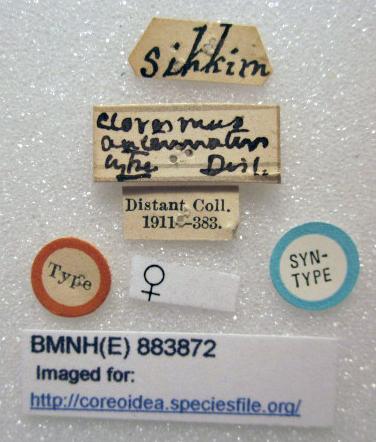 Sikkim
Cloresmus
antennatus
type Dist.
Distant Coll.
1911—383.
Type
♀
SYN-
TYPE
BMNH(E) 883872
Imaged for:
http://coreoidea.speciesfile.org/